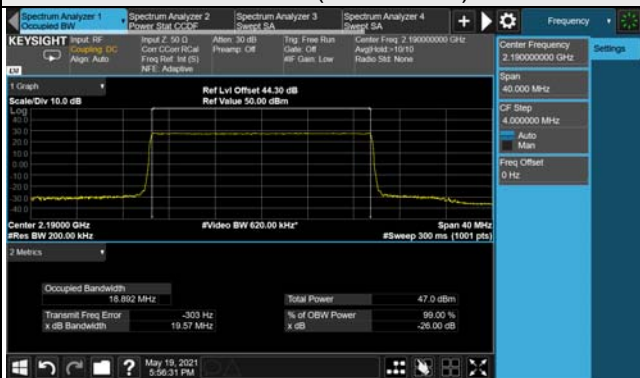 Spectrum Analyzer 1
Occupied BW
Spectrum Analyzer 2
Power Stat CCDF
Spectrum Analyzer 3
Swept SA
Spectrum Analyzer 4
Swept SA
Frequency
KEYSIGHT
Input: RF
Coupling: DC
Align: Auto
Input Z: 50 Ω
Corr CCorr RCal
Freq Ref: Int (S)
NFE: Adaptive
Atten: 30 dB
Preamp: Off
Trig: Free Run
Gate: Off
#IF Gain: Low
Center Freq: 2.190000000 GHz
Avg|Hold:>10/10
Radio Std: None
Center Frequency
2.190000000 GHz
Settings
Span
40.000 MHz
CF Step
4.000000 MHz
Auto
Man
Freq Offset
0 Hz
1 Graph
Scale/Div 10.0 dB
Ref Lvl Offset 44.30 dB
Ref Value 50.00 dBm
Log
40.0
30.0
20.0
10.0
0.00
-10.0
-20.0
-30.0
-40.0
Center 2.19000 GHz
#Res BW 200.00 kHz
#Video BW 620.00 kHz*
Span 40 MHz
#Sweep 300 ms (1001 pts)
2 Metrics
Occupied Bandwidth
18.892 MHz
Total Power
47.0 dBm
Transmit Freq Error
-303 Hz
% of OBW Power
99.00 %
x dB Bandwidth
19.57 MHz
x dB
-26.00 dB
May 19, 2021
5:56:31 PM